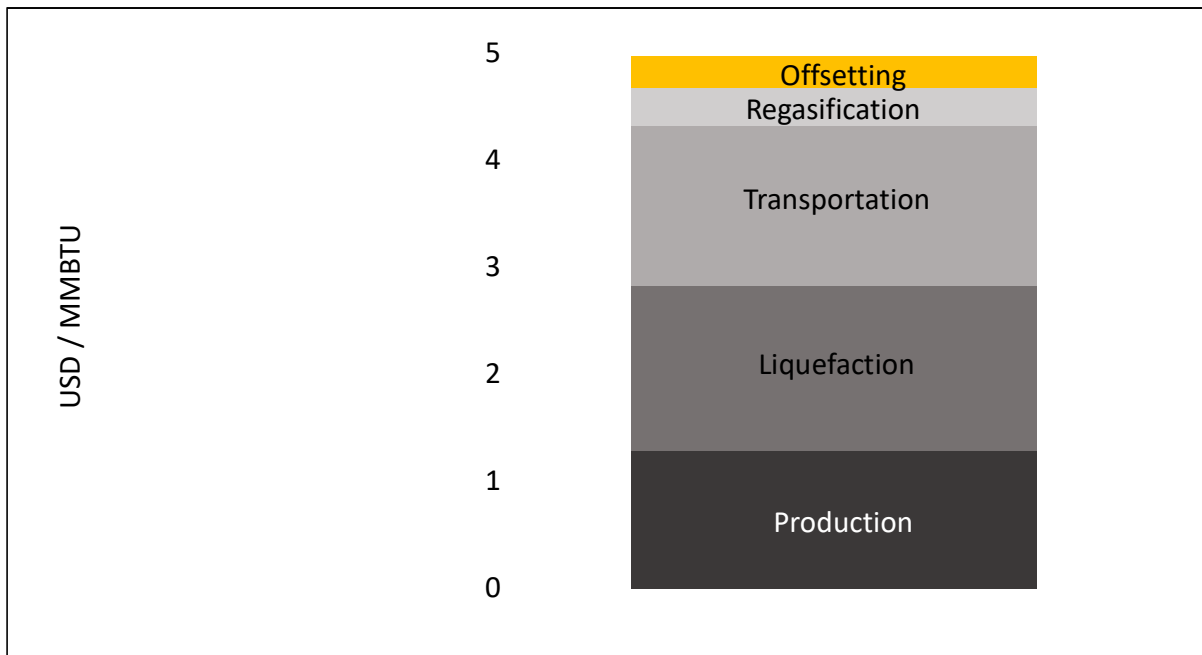 USD / MMBTU
5
4
3
2
1
0
Offsetting
Regasification
Transportation
Liquefaction
Production